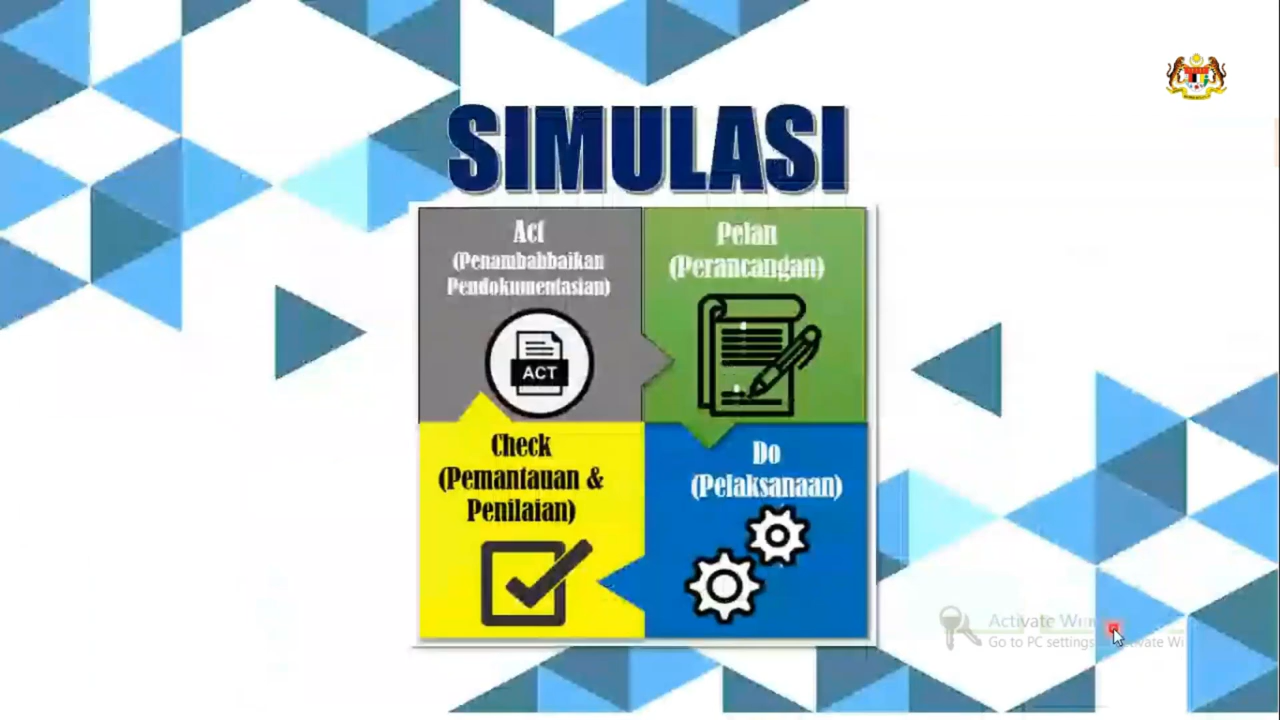 SIMULASI
Act
(Penambahbaikan
Pendokumentasian)
ACT
Pelan
(Perancangan)
Check
(Pemantauan &
Penilaian)
Do
(Pelaksanaan)
Activate
Go to PC settings